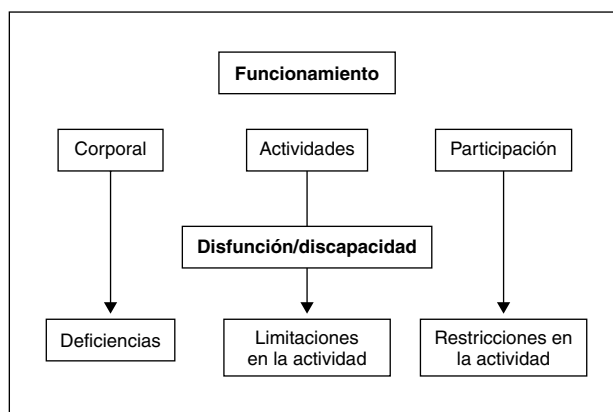 Funcionamiento
Corporal
Actividades
Participación
Disfunción/discapacidad
Deficiencias
Limitaciones
en la actividad
Restricciones en
la actividad